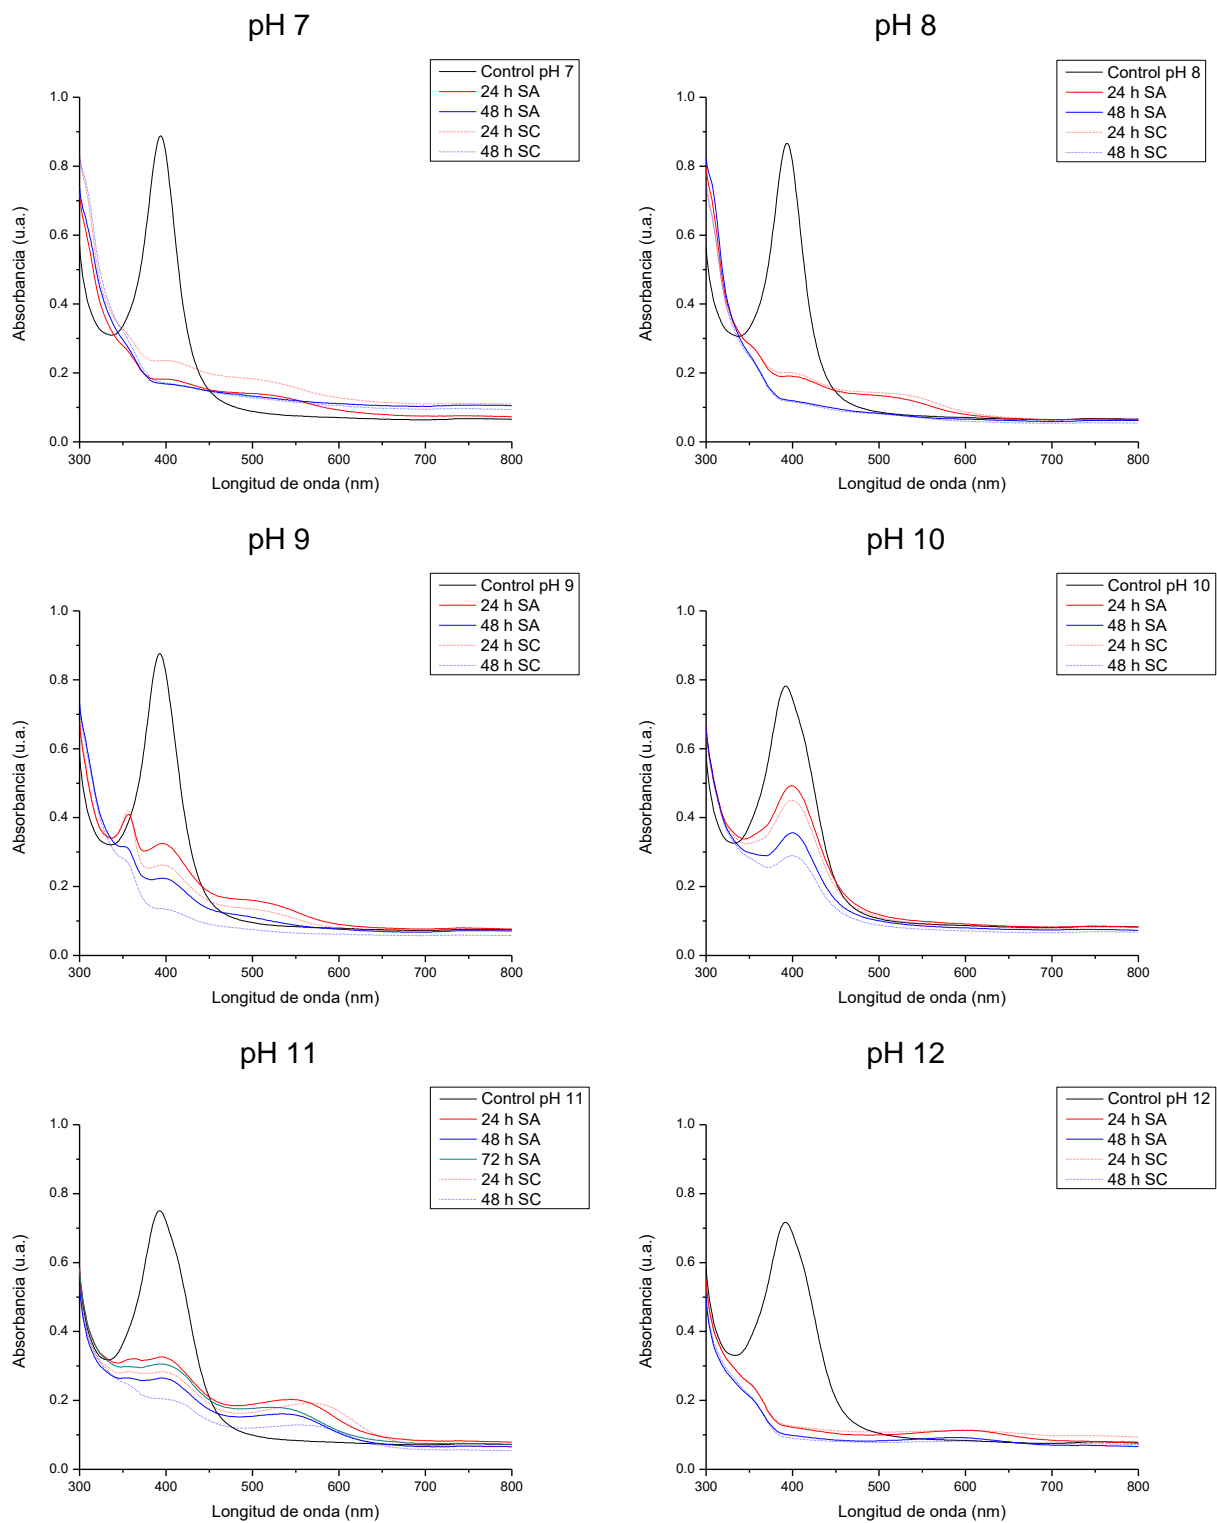 pH 7
Control pH 7
24 h SA
48 h SA
24 h SC
48 h SC
1.0
0.8
0.6
0.4
0.2
0.0
Absorbancia (u.a.)
300 400 500 600 700 800
Longitud de onda (nm)
pH 8
Control pH 8
24 h SA
48 h SA
24 h SC
48 h SC
1.0
0.8
0.6
0.4
0.2
0.0
Absorbancia (u.a.)
300 400 500 600 700 800
Longitud de onda (nm)
pH 9
Control pH 9
24 h SA
48 h SA
24 h SC
48 h SC
1.0
0.8
0.6
0.4
0.2
0.0
Absorbancia (u.a.)
300 400 500 600 700 800
Longitud de onda (nm)
pH 10
Control pH 10
24 h SA
48 h SA
24 h SC
48 h SC
1.0
0.8
0.6
0.4
0.2
0.0
Absorbancia (u.a.)
300 400 500 600 700 800
Longitud de onda (nm)
pH 11
Control pH 11
24 h SA
48 h SA
72 h SA
24 h SC
48 h SC
1.0
0.8
0.6
0.4
0.2
0.0
Absorbancia (u.a.)
300 400 500 600 700 800
Longitud de onda (nm)
pH 12
Control pH 12
24 h SA
48 h SA
24 h SC
48 h SC
1.0
0.8
0.6
0.4
0.2
0.0
Absorbancia (u.a.)
300 400 500 600 700 800
Longitud de onda (nm)